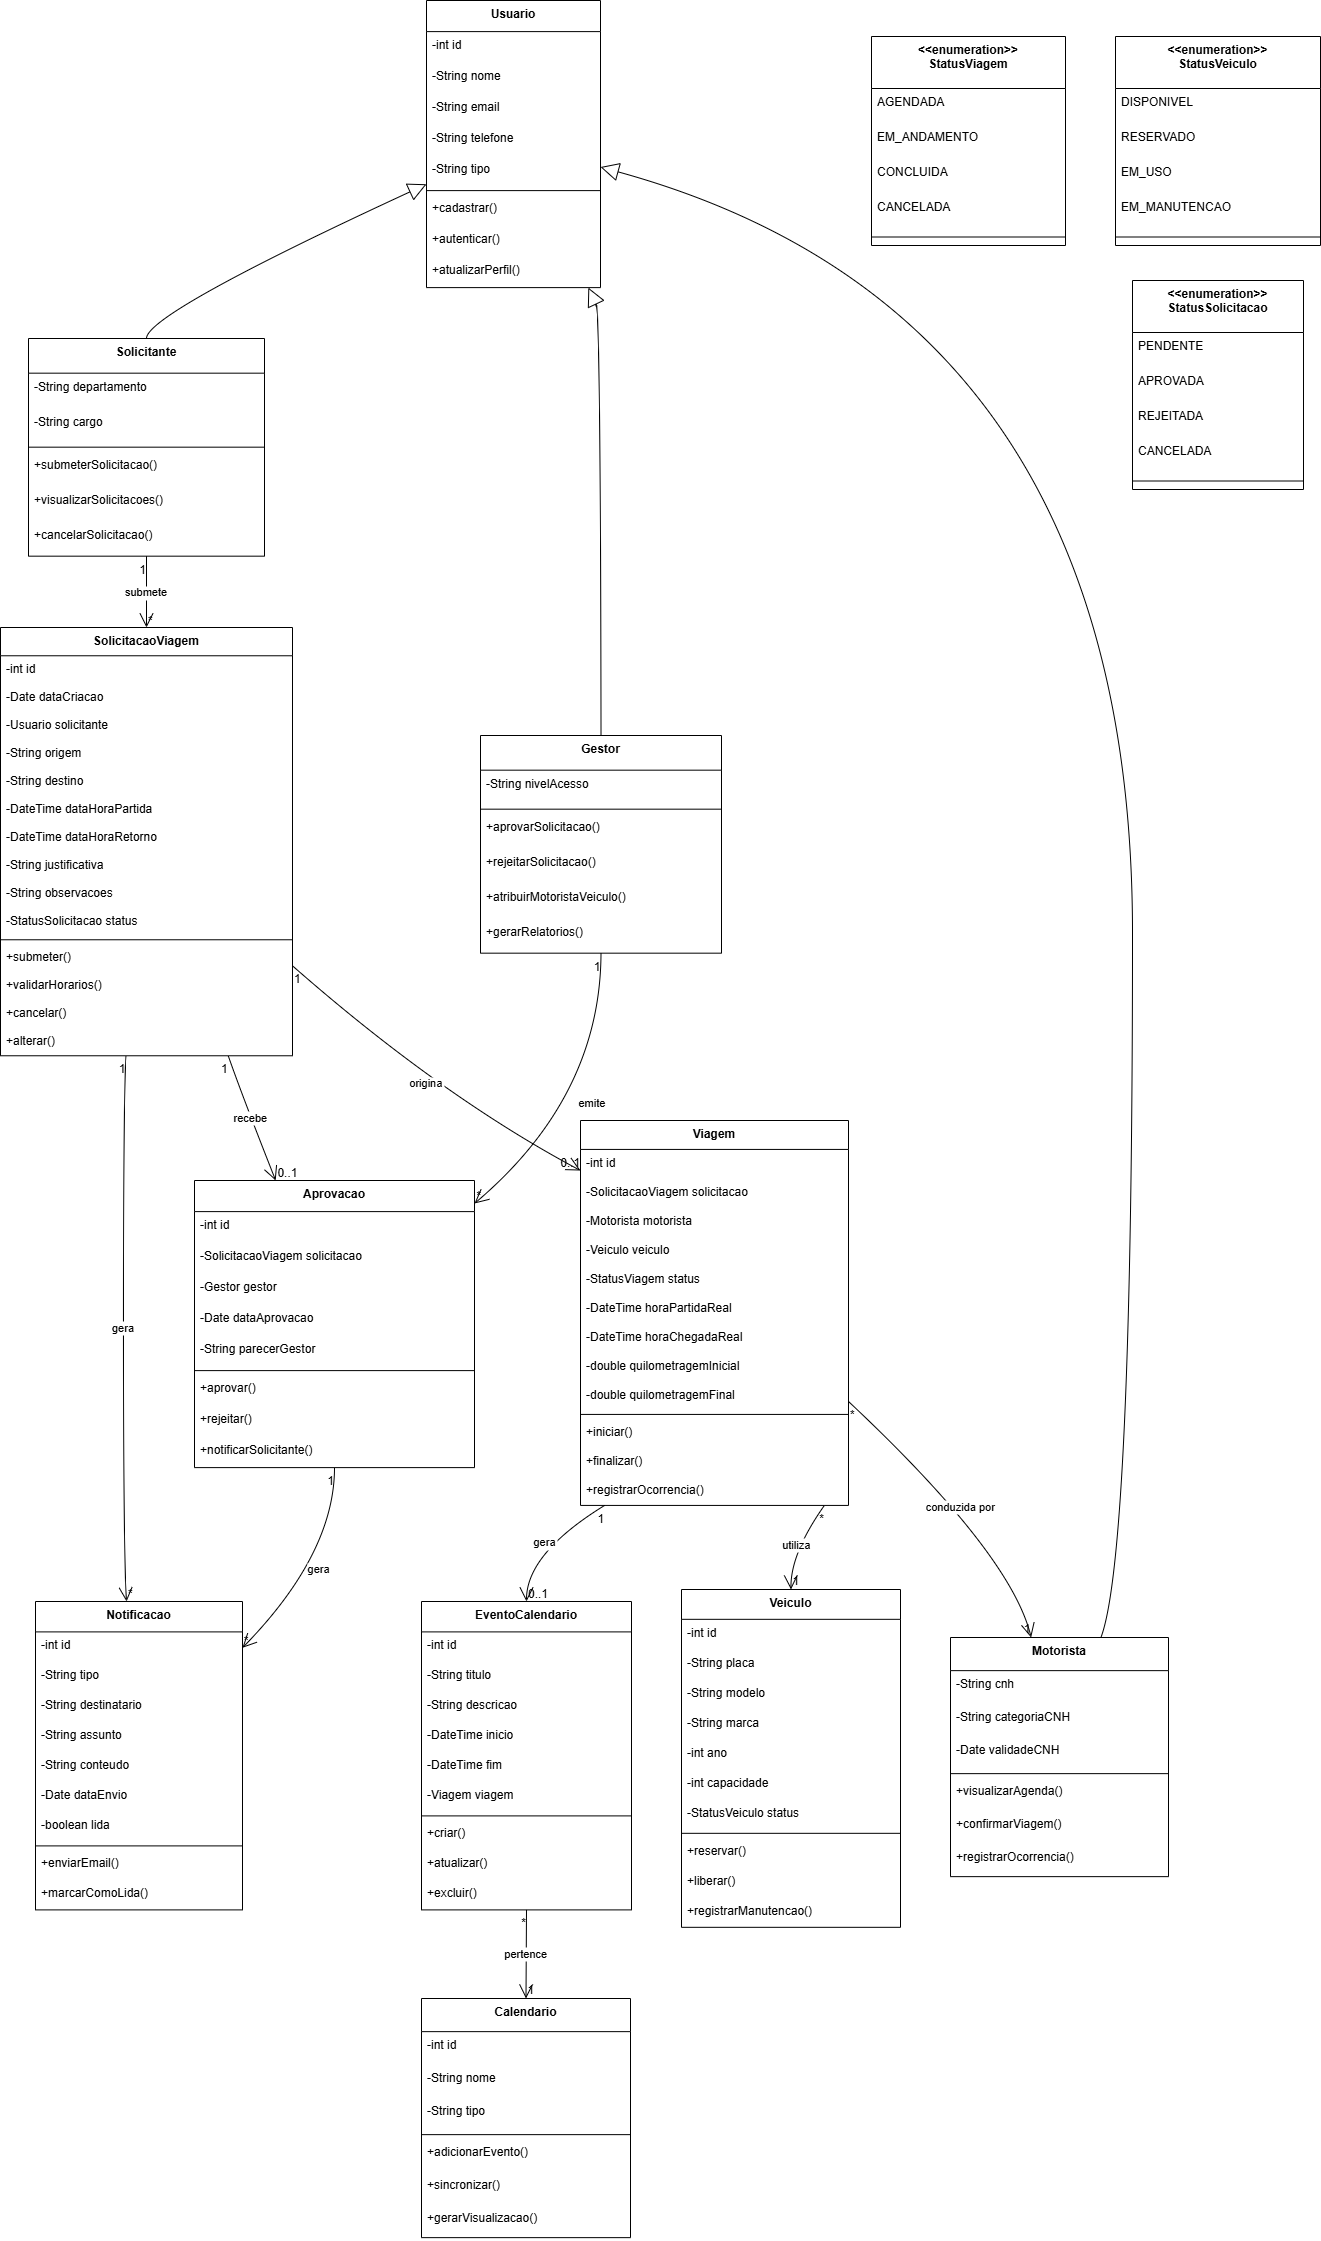 Usuario
-int id
-String nome
-String email
-String telefone
-String tipo
+cadastrar()
+autenticar()
+atualizarPerfil()
<<enumeration>>
StatusViagem
AGENDADA
EM_ANDAMENTO
CONCLUIDA
CANCELADA
<<enumeration>>
StatusVeiculo
DISPONIVEL
RESERVADO
EM_USO
EM_MANUTENCAO
<<enumeration>>
StatusSolicitacao
PENDENTE
APROVADA
REJEITADA
CANCELADA
Solicitante
-String departamento
-String cargo
+submeterSolicitacao()
+visualizarSolicitacoes()
+cancelarSolicitacao()
1
submete
*
SolicitacaoViagem
-int id
-Date dataCriacao
-Usuario solicitante
-String origem
-String destino
-DateTime dataHoraPartida
-DateTime dataHoraRetorno
-String justificativa
-String observacoes
-StatusSolicitacao status
+submeter()
+validarHorarios()
+cancelar()
+alterar()
Gestor
-String nivelAcesso
+aprovarSolicitacao()
+rejeitarSolicitacao()
+atribuirMotoristaVeiculo()
+gerarRelatorios()
1
1
1
1
origina
emite
recebe
0..1
0..1
*
Aprovacao
-int id
-SolicitacaoViagem solicitacao
-Gestor gestor
-Date dataAprovacao
-String parecerGestor
+aprovar()
+rejeitar()
+notificarSolicitante()
Viagem
-int id
-SolicitacaoViagem solicitacao
-Motorista motorista
-Veiculo veiculo
-StatusViagem status
-DateTime horaPartidaReal
-DateTime horaChegadaReal
-double quilometragemInicial
-double quilometragemFinal
+iniciar()
+finalizar()
+registrarOcorrencia()
gera
1
gera
*
*
1
gera
0..1
*
utiliza
1
*
conduzida por
1
Notificacao
-int id
-String tipo
-String destinatario
-String assunto
-String conteudo
-Date dataEnvio
-boolean lida
+enviarEmail()
+marcarComoLida()
EventoCalendario
-int id
-String titulo
-String descricao
-DateTime inicio
-DateTime fim
-Viagem viagem
+criar()
+atualizar()
+excluir()
Veiculo
-int id
-String placa
-String modelo
-String marca
-int ano
-int capacidade
-StatusVeiculo status
+reservar()
+liberar()
+registrarManutencao()
Motorista
-String cnh
-String categoriaCNH
-Date validadeCNH
+visualizarAgenda()
+confirmarViagem()
+registrarOcorrencia()
*
pertence
1
Calendario
-int id
-String nome
-String tipo
+adicionarEvento()
+sincronizar()
+gerarVisualizacao()